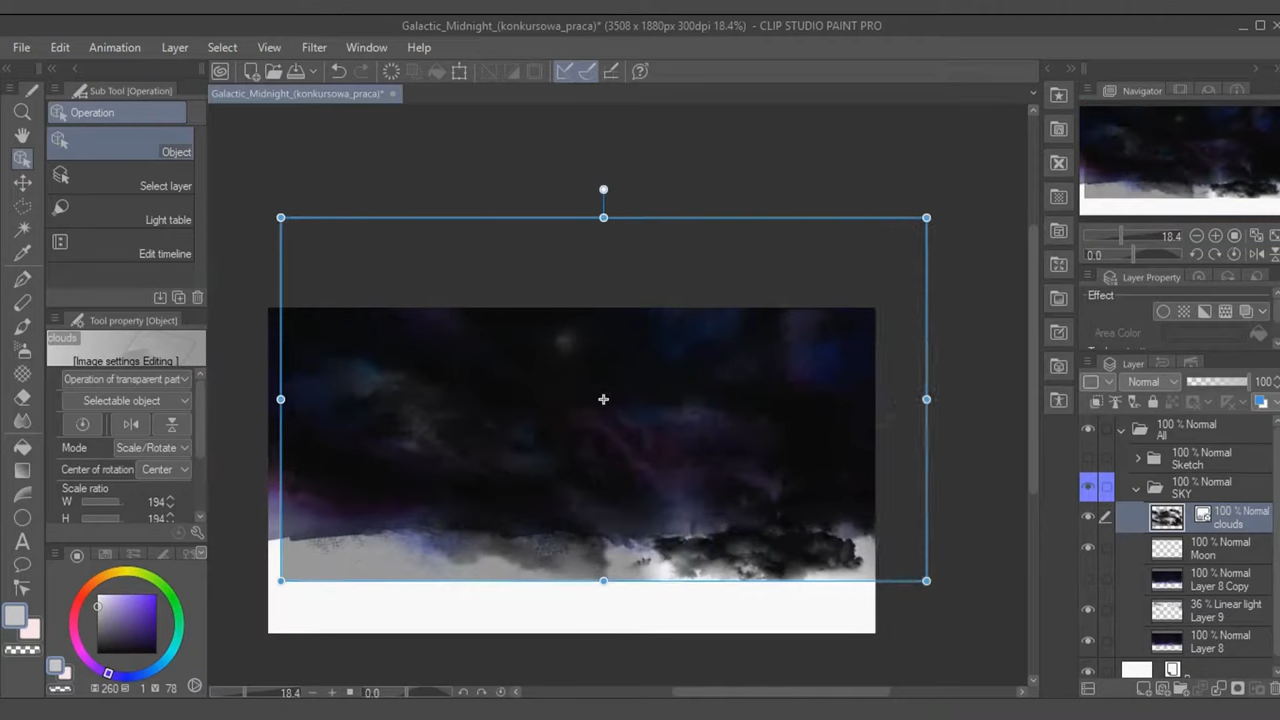 Galactic_Midnight_(konkursowa_praca)* (3508 x 1880px 300dpi 18.4%) - CLIP STUDIO PAINT PRO
File Edit Animation Layer Select View Filter Window Help
Sub Tool [Operation]
Galactic_Midnight_(konkursowa_praca)*
Navigator
Operation
Object
Select layer
Light table
Edit timeline
18.4
0.0
Layer Property
Effect
Area Color
Tool property [Object]
clouds
[Image settings Editing ]
Operation of transparent part
Selectable object
Mode Scale/Rotate
Center of rotation Center
Scale ratio
W 194
H 194
Layer
Normal 100
100 % Normal
All
100 % Normal
Sketch
100 % Normal
SKY
100 % Normal
clouds
100 % Normal
Moon
100 % Normal
Layer 8 Copy
36 % Linear light
Layer 9
100 % Normal
Layer 8
260 1 78
18.4 0.0